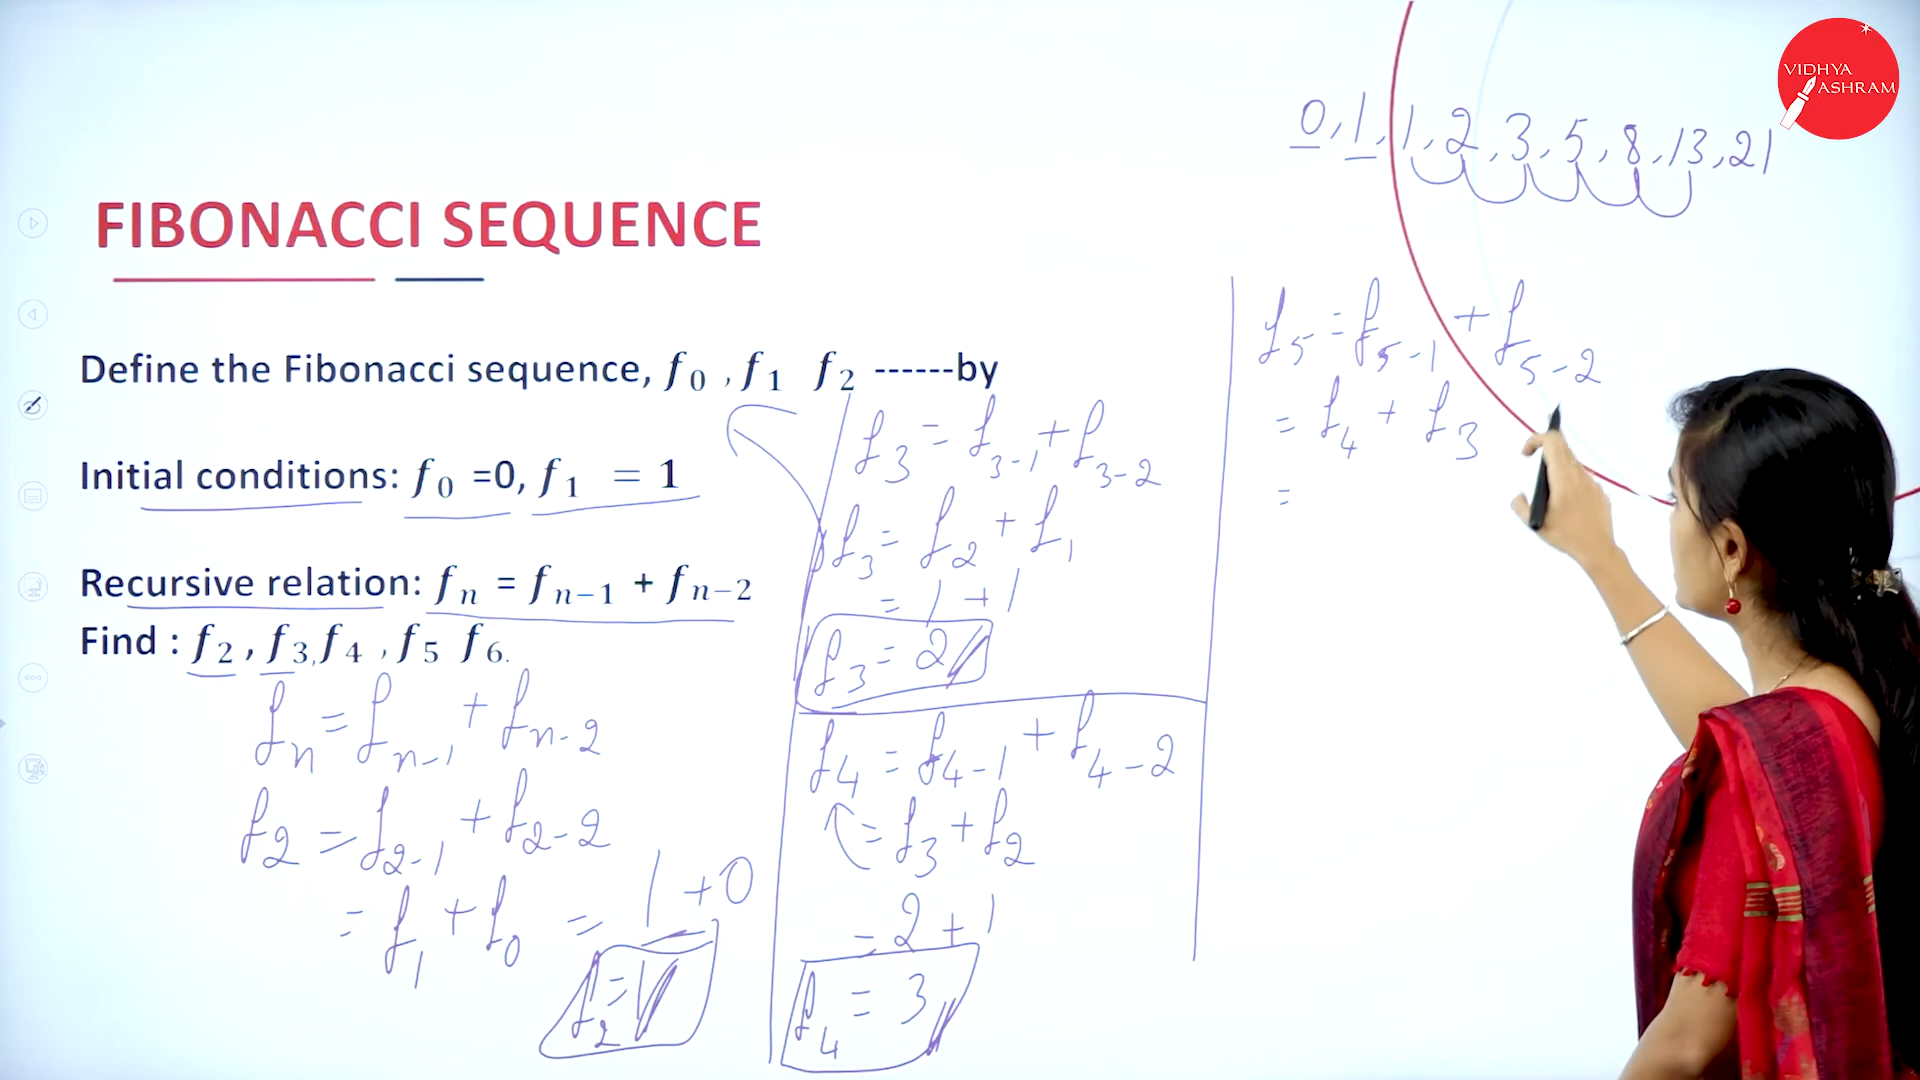 VIDHYA
ASHRAM
0, 1, 1, 2, 3, 5, 8, 13, 21
FIBONACCI SEQUENCE
Define the Fibonacci sequence, f₀ , f₁ f₂ ------by
Initial conditions: f₀ =0, f₁ = 1
Recursive relation: fₙ = fₙ₋₁ + fₙ₋₂
Find : f₂ , f₃, f₄ , f₅ f₆.
fₙ = fₙ₋₁ + fₙ₋₂
f₂ = f₂₋₁ + f₂₋₂
= f₁ + f₀ = 1 + 0
f₂ = 1
f₃ = f₃₋₁ + f₃₋₂
f₃ = f₂ + f₁
= 1 + 1
f₃ = 2
f₄ = f₄₋₁ + f₄₋₂
= f₃ + f₂
= 2 + 1
f₄ = 3
f₅ = f₅₋₁ + f₅₋₂
= f₄ + f₃
=